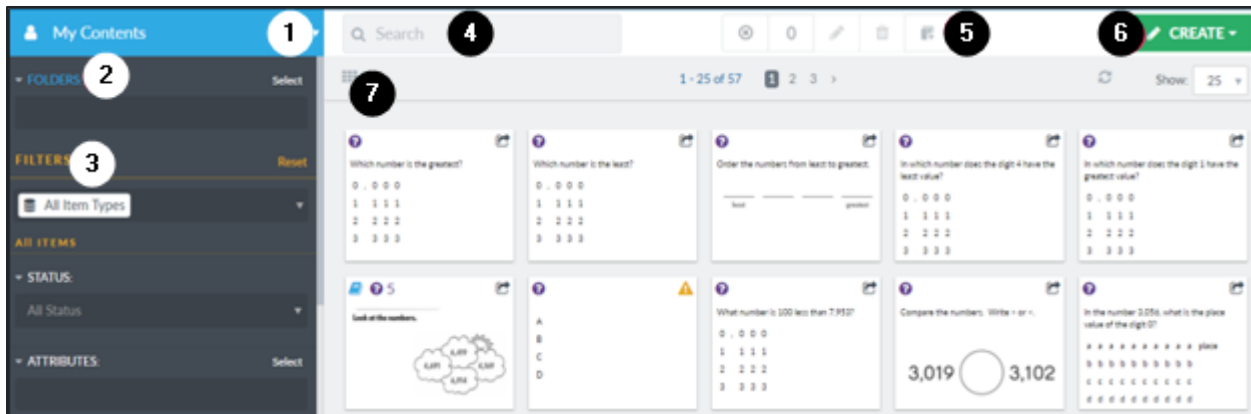 My Contents
1
Search
4
0
5
6
CREATE
FOLDERS
2
Select
7
1 - 25 of 57
1 2 3 >
Show: 25
FILTERS
3
Reset
All Item Types
All ITEMS
STATUS:
All Status
ATTRIBUTES:
Select
Which number is the greatest?
0 . 0 0 0
1 1 1 1
2 2 2 2
3 3 3 3
Which number is the least?
0 . 0 0 0
1 1 1 1
2 2 2 2
3 3 3 3
Order the numbers from least to greatest.
least greatest
In which number does the digit 4 have the
least value?
0 . 0 0 0
1 1 1 1
2 2 2 2
3 3 3 3
In which number does the digit 1 have the
greatest value?
0 . 0 0 0
1 1 1 1
2 2 2 2
3 3 3 3
5
Look at the numbers.
A
B
C
D
What number is 100 less than 7,953?
0 . 0 0 0
1 1 1 1
2 2 2 2
3 3 3 3
Compare the numbers. Write > or <.
3,019 3,102
In the number 3,056, what is the place
value of the digit 0?
a a a a a a a a a a place
b b b b b b b b b b
c c c c c c c c c c
d d d d d d d d d d